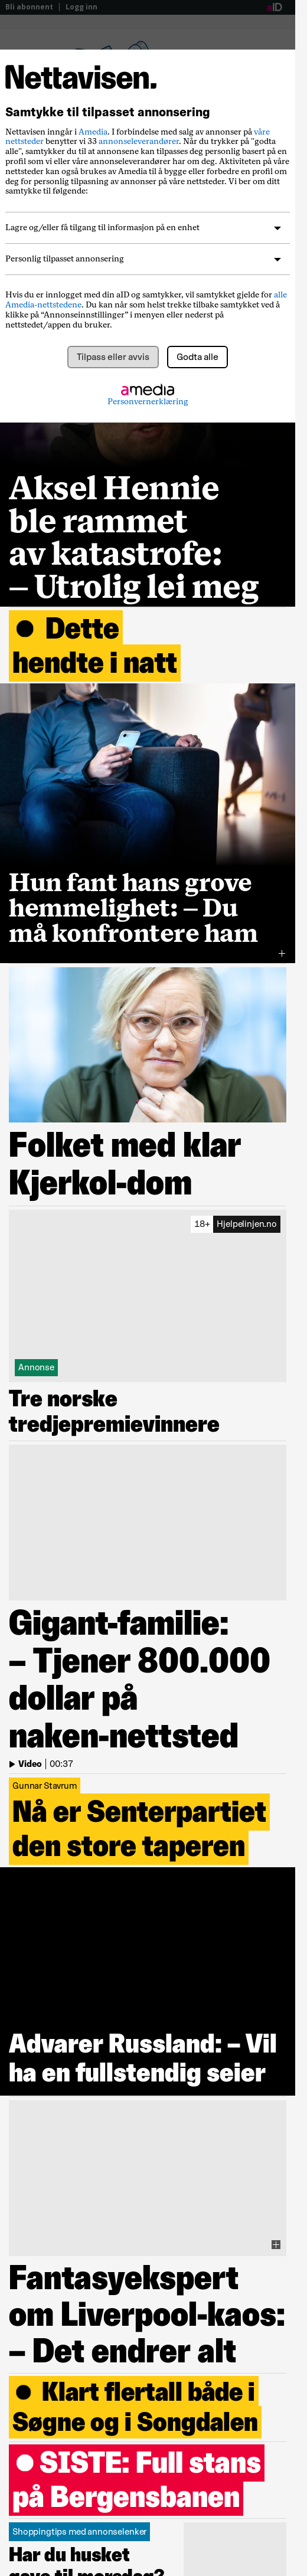 Bli abonnent | Logg inn
aID
Nettavisen.
Samtykke til tilpasset annonsering
Nettavisen inngår i Amedia. I forbindelse med salg av annonser på våre
nettsteder benytter vi 33 annonseleverandører. Når du trykker på "godta
alle", samtykker du til at annonsene kan tilpasses deg personlig basert på en
profil som vi eller våre annonseleverandører har om deg. Aktiviteten på våre
nettsteder kan også brukes av Amedia til å bygge eller forbedre en profil om
deg for personlig tilpasning av annonser på våre nettsteder. Vi ber om ditt
samtykke til følgende:
Lagre og/eller få tilgang til informasjon på en enhet
Personlig tilpasset annonsering
Hvis du er innlogget med din aID og samtykker, vil samtykket gjelde for alle
Amedia-nettstedene. Du kan når som helst trekke tilbake samtykket ved å
klikke på “Annonseinnstillinger” i menyen eller nederst på
nettstedet/appen du bruker.
Tilpass eller avvis
Godta alle
amedia
Personvernerklæring
Aksel Hennie
ble rammet
av katastrofe:
– Utrolig lei meg
● Dette
hendte i natt
Hun fant hans grove
hemmelighet: – Du
må konfrontere ham
Folket med klar
Kjerkol-dom
18+ Hjelpelinjen.no
Annonse
Tre norske
tredjepremievinnere
Gigant-familie:
– Tjener 800.000
dollar på
naken-nettsted
Video | 00:37
Gunnar Stavrum
Nå er Senterpartiet
den store taperen
Advarer Russland: – Vil
ha en fullstendig seier
Fantasyekspert
om Liverpool-kaos:
– Det endrer alt
● Klart flertall både i
Søgne og i Songdalen
● SISTE: Full stans
på Bergensbanen
Shoppingtips med annonselenker
Har du husket
gave til morsdag?